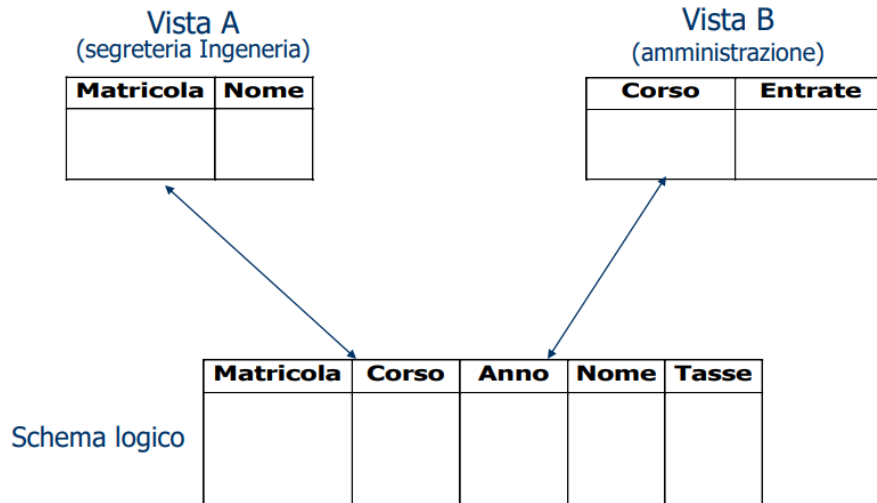 Vista A
(segreteria Ingeneria)
Matricola Nome
Vista B
(amministrazione)
Corso Entrate
Matricola Corso Anno Nome Tasse
Schema logico